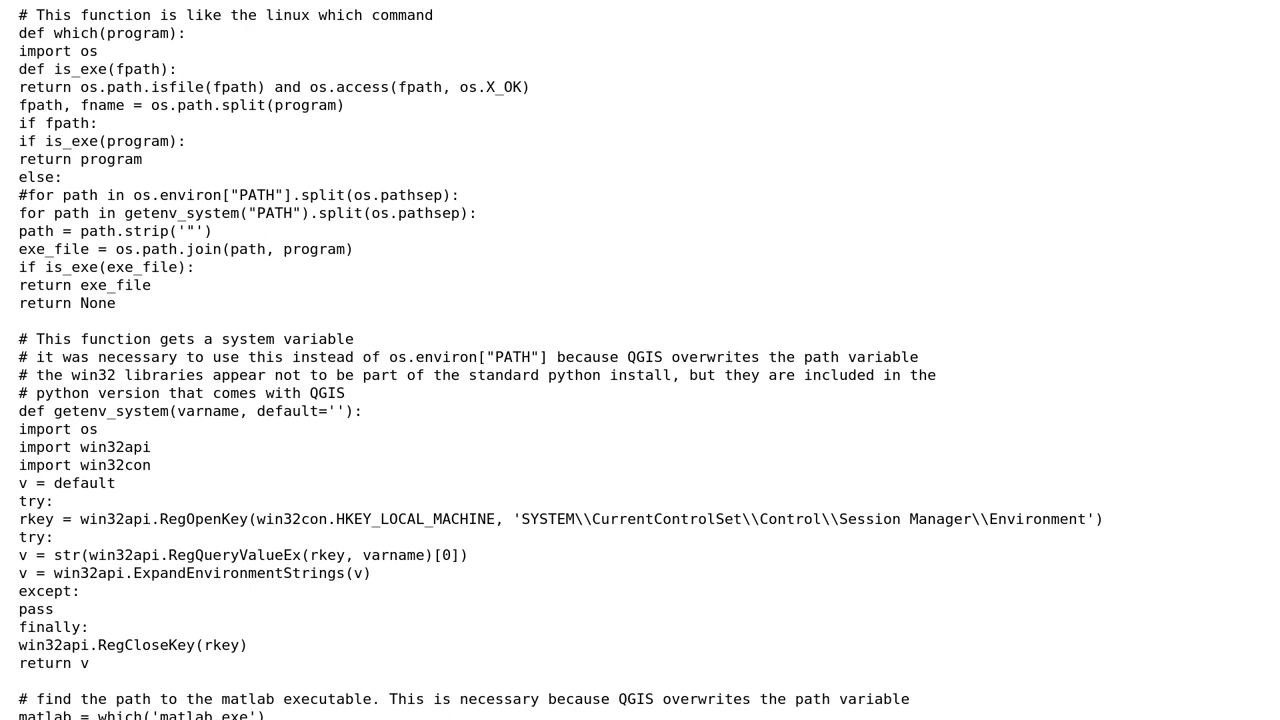 # This function is like the linux which command
def which(program):
import os
def is_exe(fpath):
return os.path.isfile(fpath) and os.access(fpath, os.X_OK)
fpath, fname = os.path.split(program)
if fpath:
if is_exe(program):
return program
else:
#for path in os.environ["PATH"].split(os.pathsep):
for path in getenv_system("PATH").split(os.pathsep):
path = path.strip('"')
exe_file = os.path.join(path, program)
if is_exe(exe_file):
return exe_file
return None

# This function gets a system variable
# it was necessary to use this instead of os.environ["PATH"] because QGIS overwrites the path variable
# the win32 libraries appear not to be part of the standard python install, but they are included in the
# python version that comes with QGIS
def getenv_system(varname, default=''):
import os
import win32api
import win32con
v = default
try:
rkey = win32api.RegOpenKey(win32con.HKEY_LOCAL_MACHINE, 'SYSTEM\\CurrentControlSet\\Control\\Session Manager\\Environment')
try:
v = str(win32api.RegQueryValueEx(rkey, varname)[0])
v = win32api.ExpandEnvironmentStrings(v)
except:
pass
finally:
win32api.RegCloseKey(rkey)
return v

# find the path to the matlab executable. This is necessary because QGIS overwrites the path variable
matlab = which('matlab.exe')